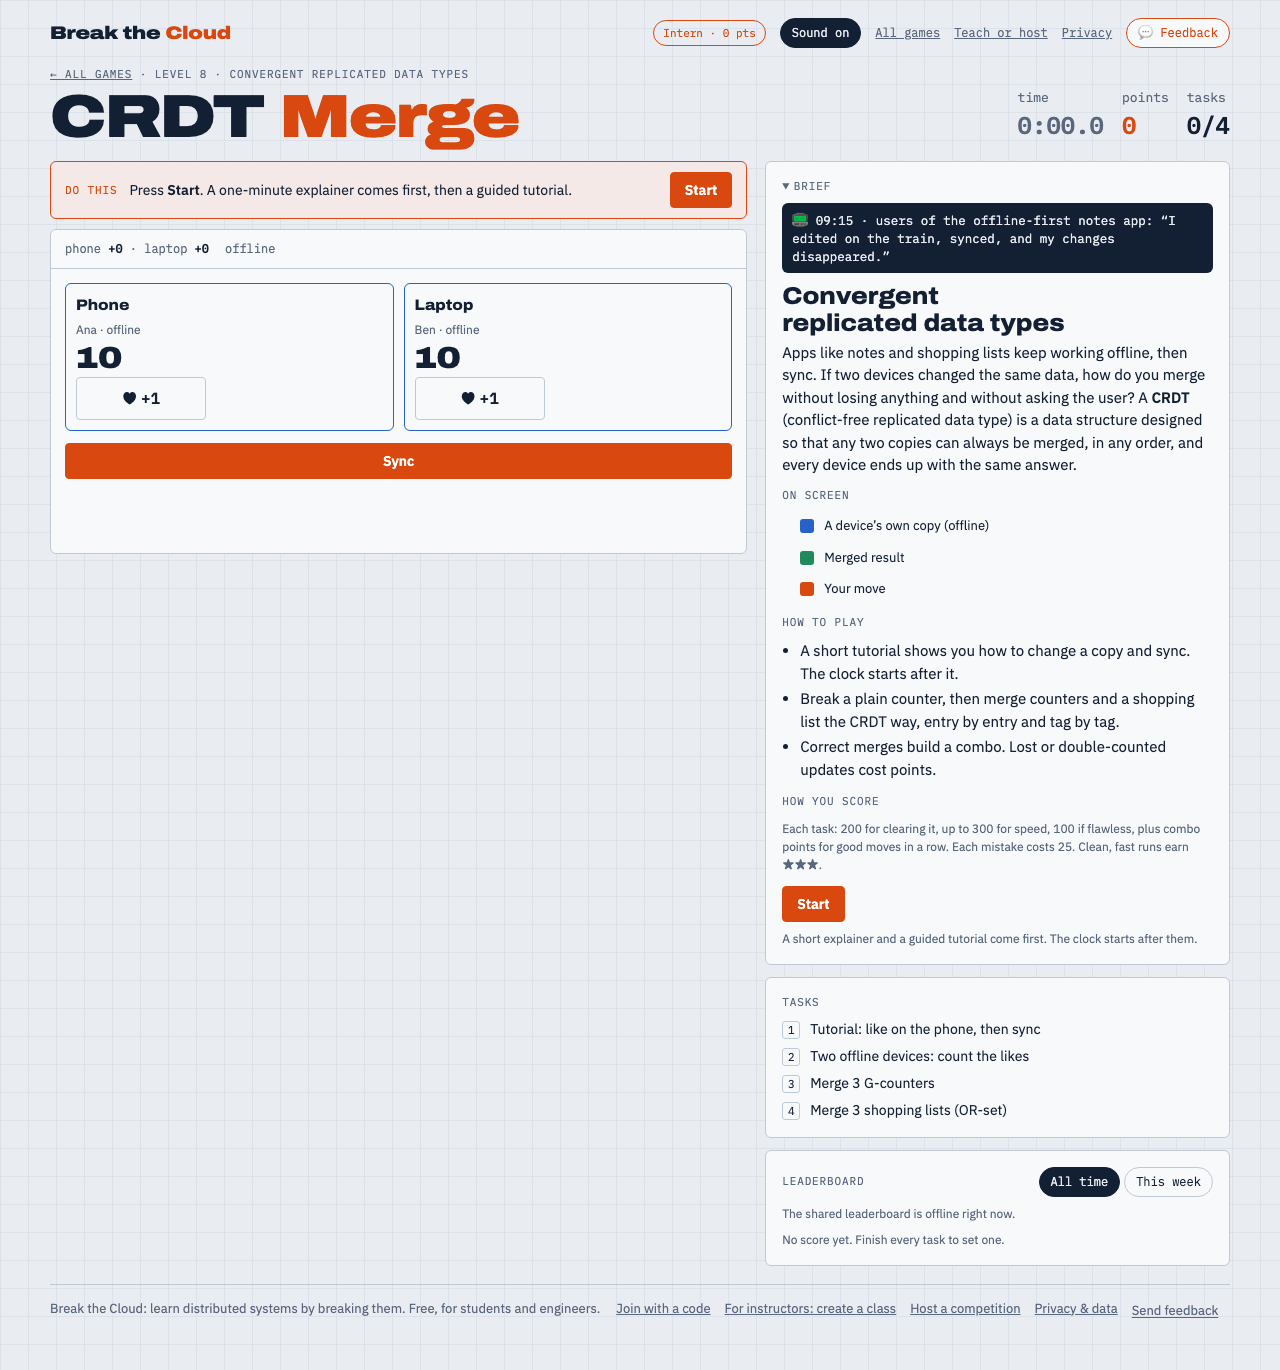 Break the Cloud
Intern · 0 pts
Sound on
All games
Teach or host
Privacy
💬 Feedback
← ALL GAMES · LEVEL 8 · CONVERGENT REPLICATED DATA TYPES
CRDT Merge
time
0:00.0
points
0
tasks
0/4
DO THIS Press Start. A one-minute explainer comes first, then a guided tutorial.
Start
phone +0 · laptop +0 offline
Phone
Ana · offline
10
♥ +1
Laptop
Ben · offline
10
♥ +1
Sync
▼ BRIEF
09:15 · users of the offline-first notes app: “I
edited on the train, synced, and my changes
disappeared.”
Convergent
replicated data types
Apps like notes and shopping lists keep working offline, then
sync. If two devices changed the same data, how do you merge
without losing anything and without asking the user? A CRDT
(conflict-free replicated data type) is a data structure designed
so that any two copies can always be merged, in any order, and
every device ends up with the same answer.
ON SCREEN
A device’s own copy (offline)
Merged result
Your move
HOW TO PLAY
• A short tutorial shows you how to change a copy and sync.
The clock starts after it.
• Break a plain counter, then merge counters and a shopping
list the CRDT way, entry by entry and tag by tag.
• Correct merges build a combo. Lost or double-counted
updates cost points.
HOW YOU SCORE
Each task: 200 for clearing it, up to 300 for speed, 100 if flawless, plus combo
points for good moves in a row. Each mistake costs 25. Clean, fast runs earn
★★★.
Start
A short explainer and a guided tutorial come first. The clock starts after them.
TASKS
1 Tutorial: like on the phone, then sync
2 Two offline devices: count the likes
3 Merge 3 G-counters
4 Merge 3 shopping lists (OR-set)
LEADERBOARD
All time
This week
The shared leaderboard is offline right now.
No score yet. Finish every task to set one.
Break the Cloud: learn distributed systems by breaking them. Free, for students and engineers.
Join with a code
For instructors: create a class
Host a competition
Privacy & data
Send feedback